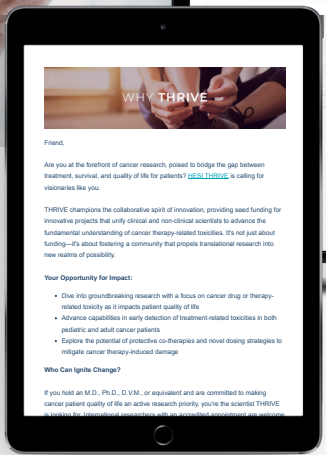 WHY THRIVE
Friend,
Are you at the forefront of cancer research, poised to bridge the gap between
treatment, survival, and quality of life for patients? HESI THRIVE is calling for
visionaries like you.
THRIVE champions the collaborative spirit of innovation, providing seed funding for
innovative projects that unify clinical and non-clinical scientists to advance the
fundamental understanding of cancer therapy-related toxicities. It's not just about
funding—it's about fostering a community that propels translational research into
new realms of possibility.
Your Opportunity for Impact:
• Dive into groundbreaking research with a focus on cancer drug or therapy-
related toxicity as it impacts patient quality of life
• Advance capabilities in early detection of treatment-related toxicities in both
pediatric and adult cancer patients
• Explore the potential of protective co-therapies and novel dosing strategies to
mitigate cancer therapy-induced damage
Who Can Ignite Change?
If you hold an M.D., Ph.D., D.V.M., or equivalent and are committed to making
cancer patient quality of life an active research priority, you're the scientist THRIVE
is looking for. International researchers with an accredited appointment are welcome